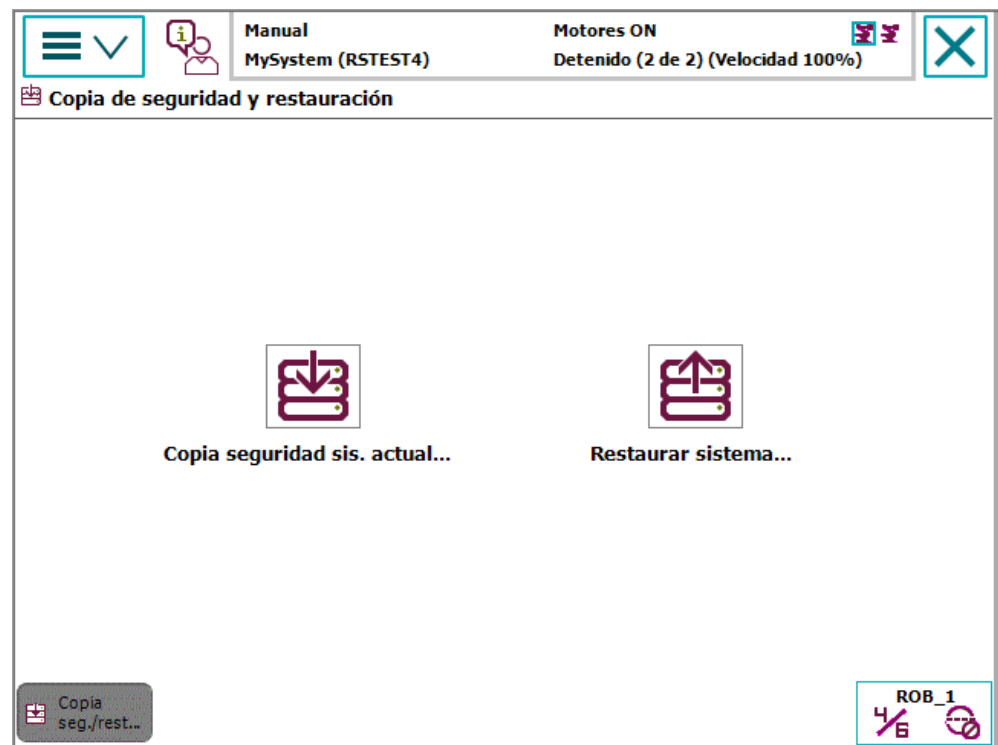 Manual
MySystem (RSTEST4)
Motores ON
Detenido (2 de 2) (Velocidad 100%)
Copia de seguridad y restauración
Copia seguridad sis. actual...
Restaurar sistema...
Copia
seg./rest...
ROB_1
4/6